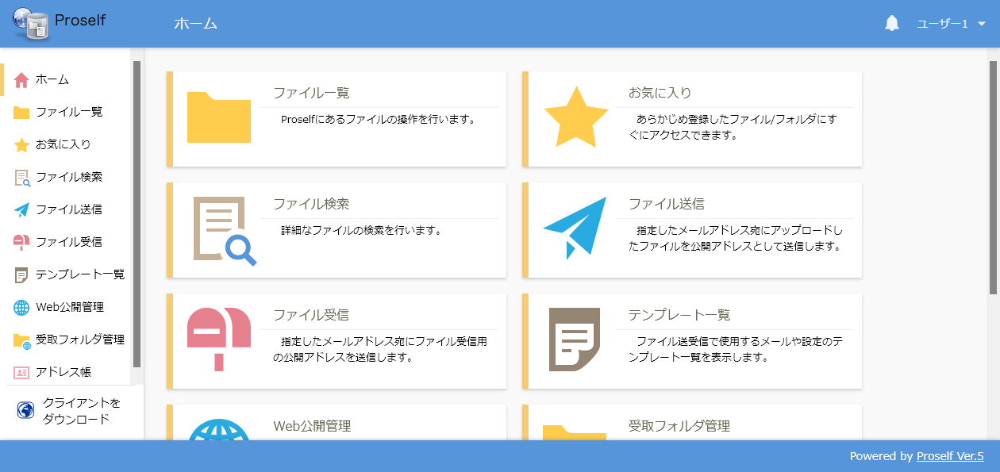 Proself
ホーム
ユーザー1
ホーム
ファイル一覧
お気に入り
ファイル検索
ファイル送信
ファイル受信
テンプレート一覧
Web公開管理
受取フォルダ管理
アドレス帳
クライアントを
ダウンロード
ファイル一覧
Proselfにあるファイルの操作を行います。
お気に入り
あらかじめ登録したファイル/フォルダにす
ぐにアクセスできます。
ファイル検索
詳細なファイルの検索を行います。
ファイル送信
指定したメールアドレス宛にアップロードし
たファイルを公開アドレスとして送信します。
ファイル受信
指定したメールアドレス宛にファイル受信用
の公開アドレスを送信します。
テンプレート一覧
ファイル送受信で使用するメールや設定のテ
ンプレート一覧を表示します。
Web公開管理
受取フォルダ管理
Powered by Proself Ver.5